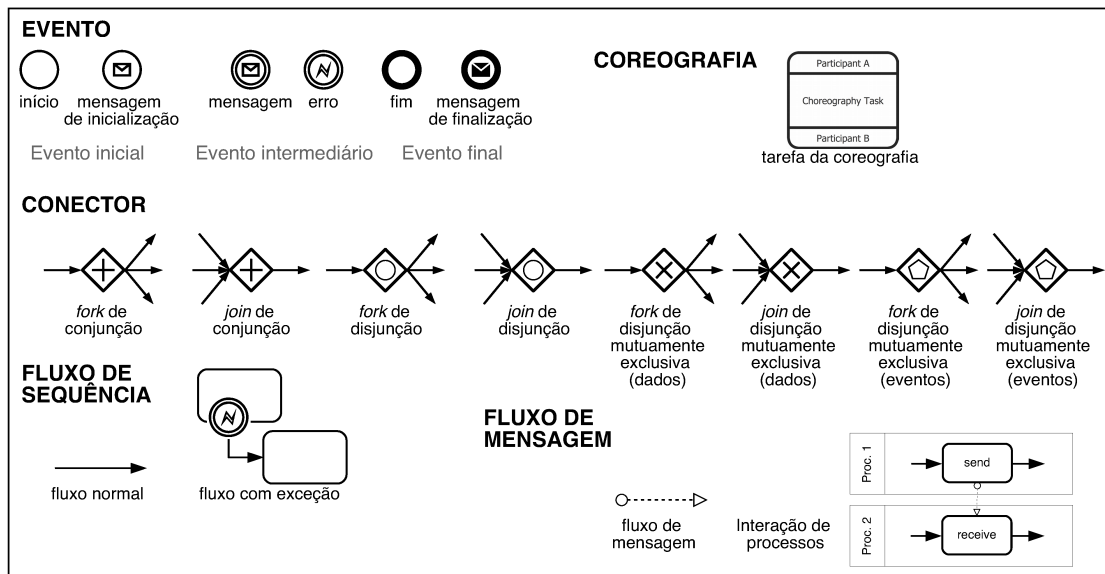 EVENTO
início
mensagem
de inicialização
mensagem
erro
fim
mensagem
de finalização
Evento inicial
Evento intermediário
Evento final
COREOGRAFIA
Participant A
Choreography Task
Participant B
tarefa da coreografia
CONECTOR
fork de
conjunção
join de
conjunção
fork de
disjunção
join de
disjunção
fork de
disjunção
mutuamente
exclusiva
(dados)
join de
disjunção
mutuamente
exclusiva
(dados)
fork de
disjunção
mutuamente
exclusiva
(eventos)
join de
disjunção
mutuamente
exclusiva
(eventos)
FLUXO DE
SEQUÊNCIA
fluxo normal
fluxo com exceção
FLUXO DE
MENSAGEM
fluxo de
mensagem
Interação de
processos
Proc. 1
send
Proc. 2
receive